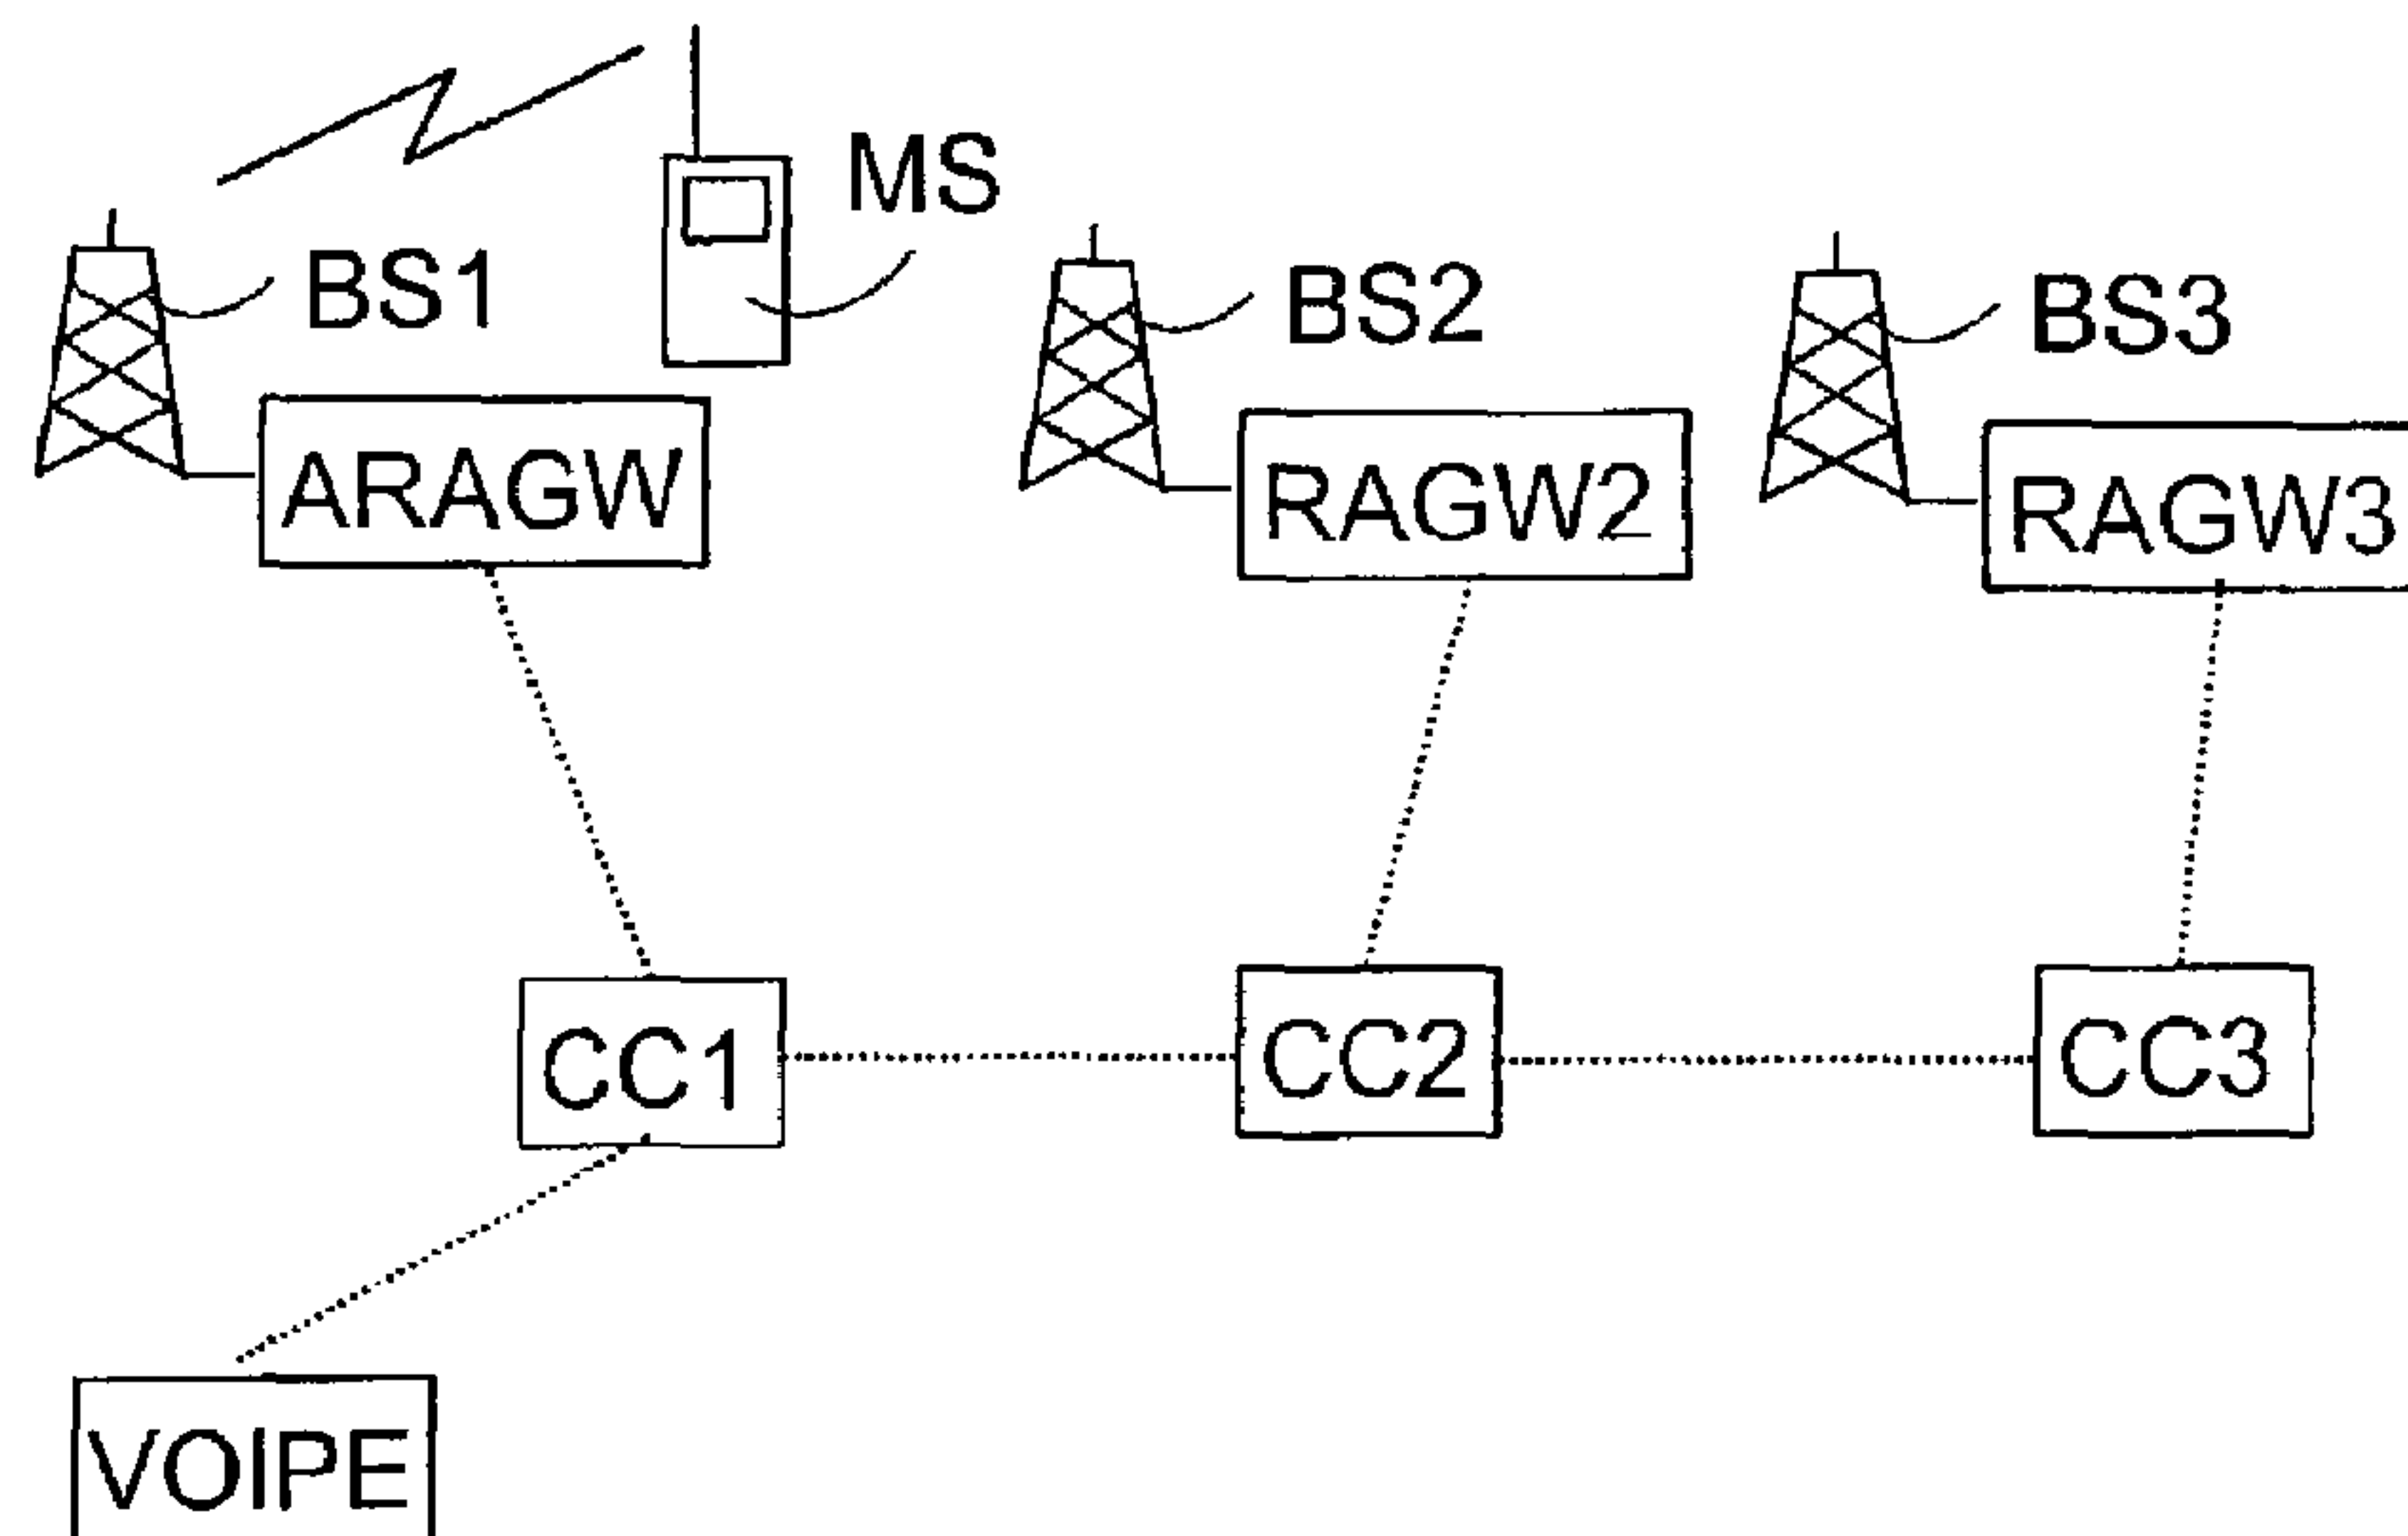 MS
BS1
BS2
BS3
ARAGW
RAGW2
RAGW3
CC1
CC2
CC3
VOIPE